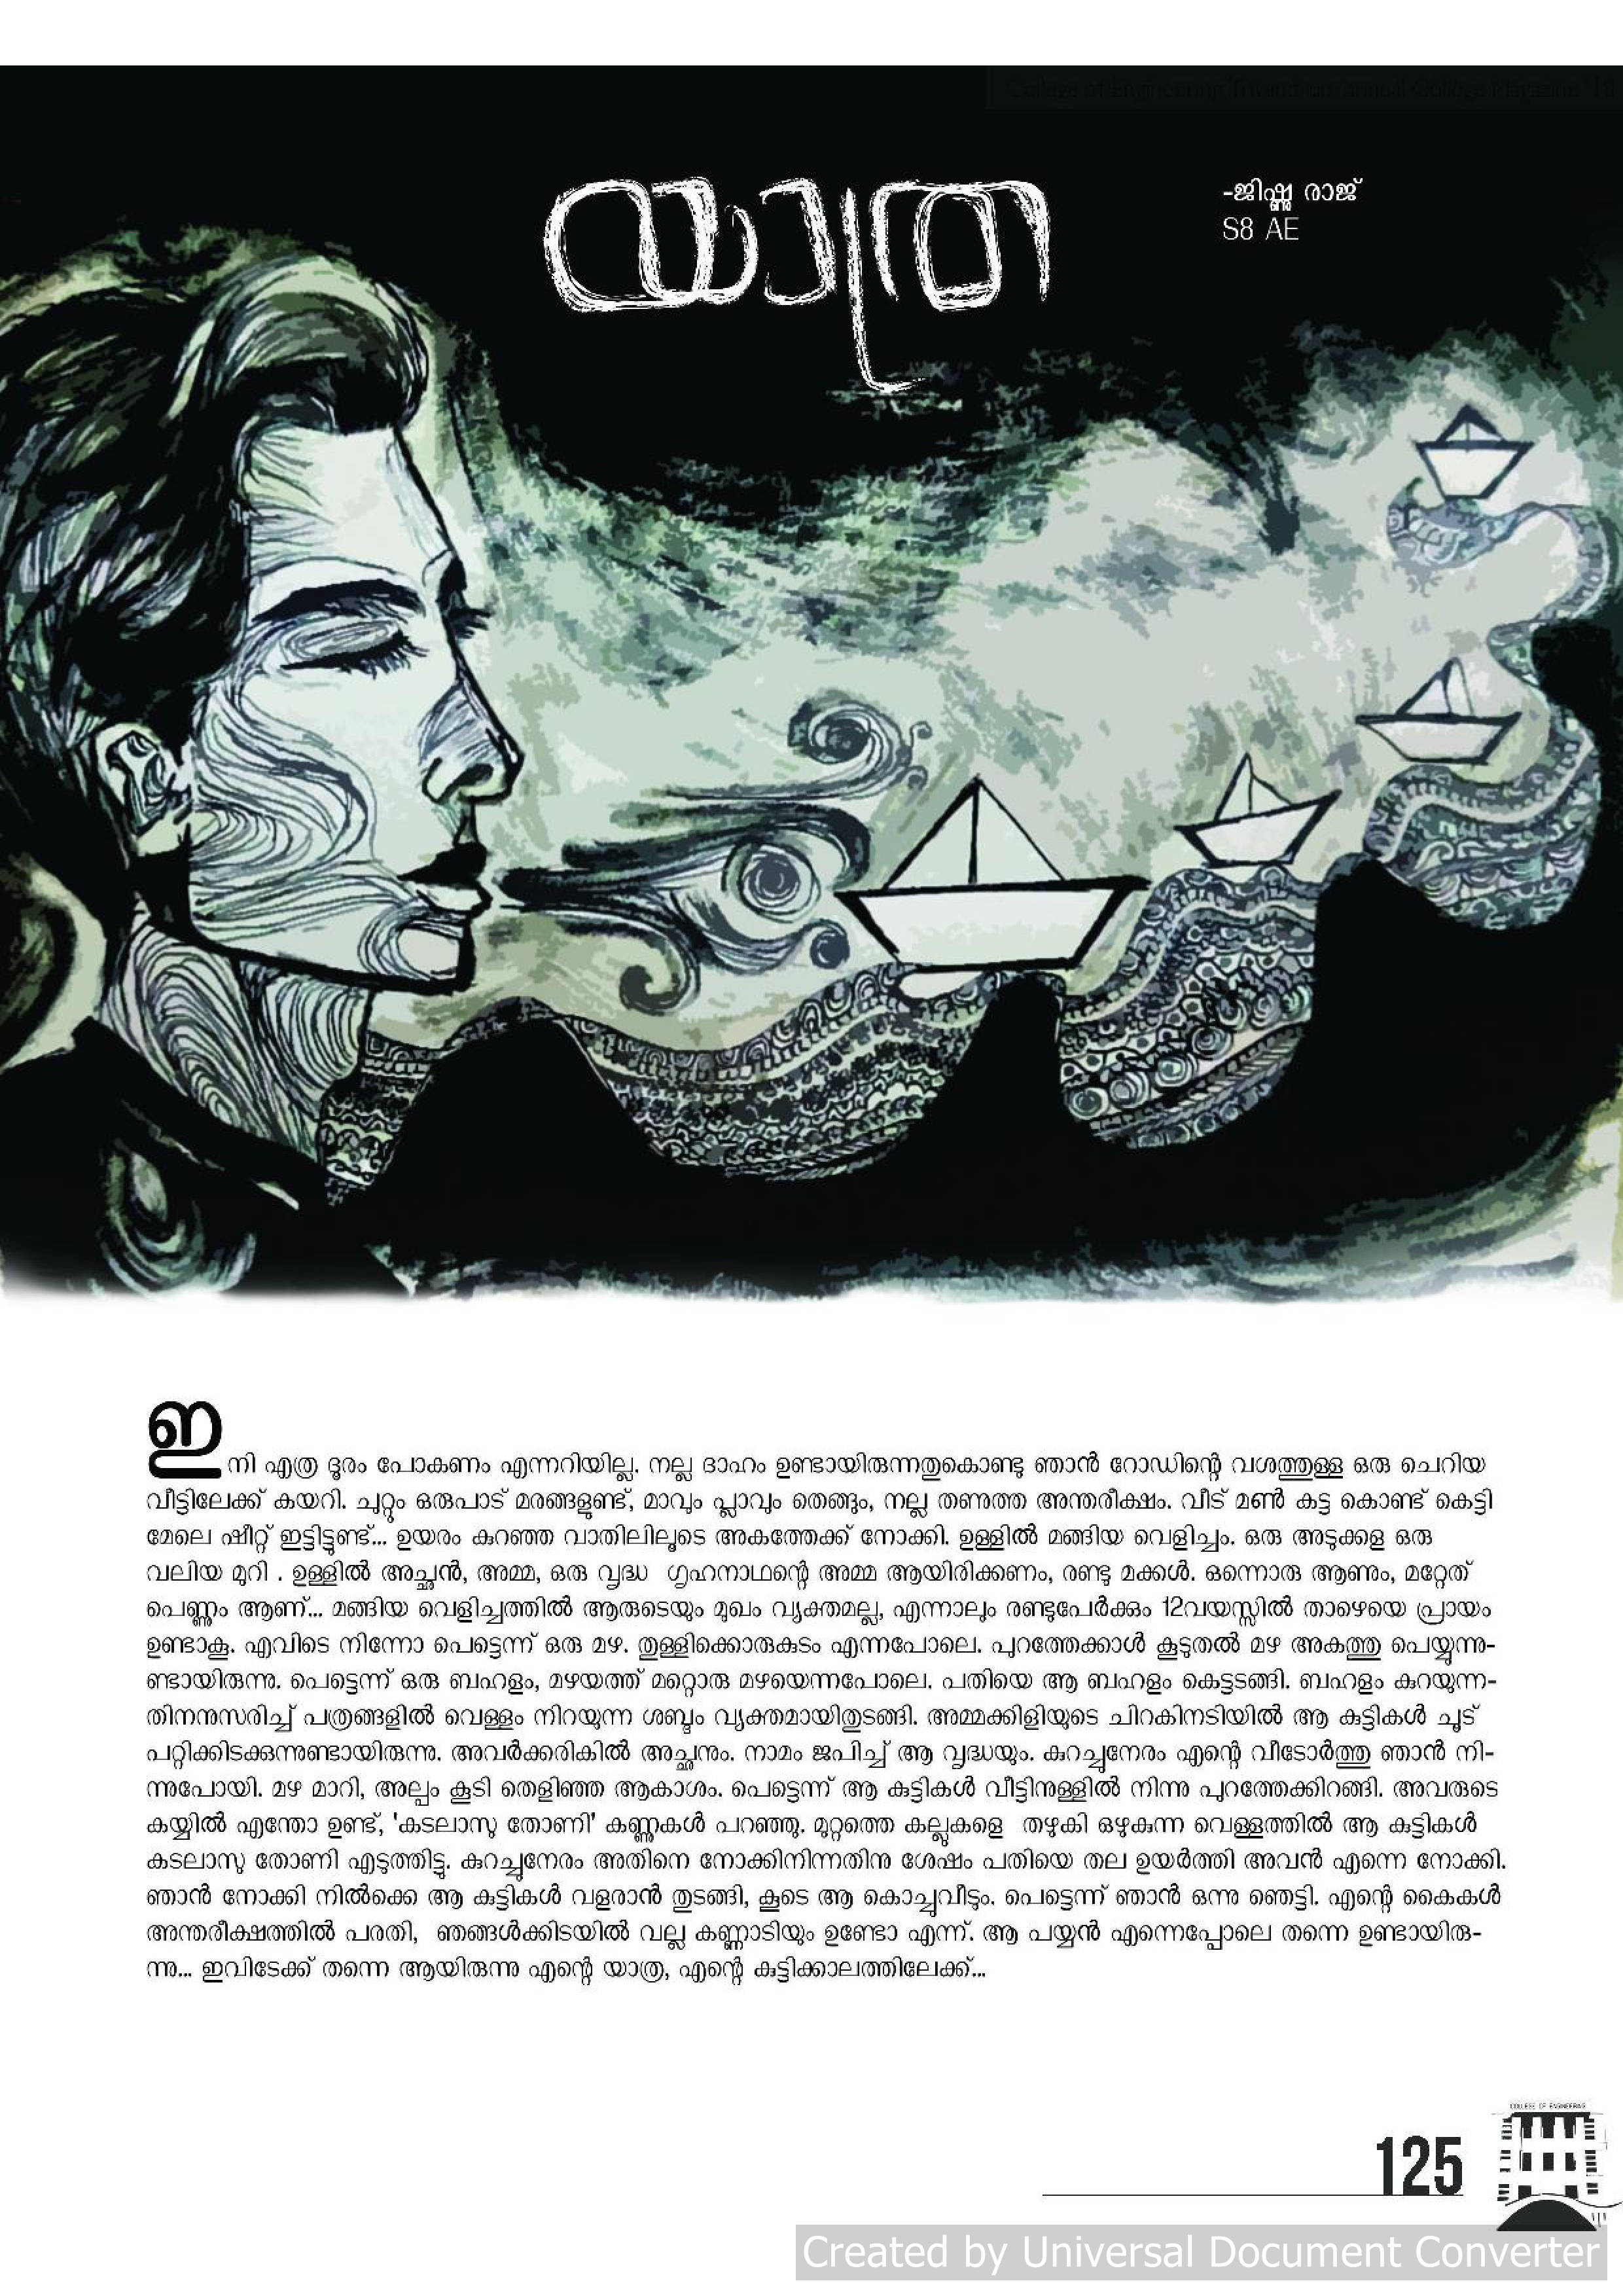 യാത്ര
-ജിഷ്ണു രാജ്
S8 AE
ഇനി എത്ര ദൂരം പോകണം എന്നറിയില്ല. നല്ല ദാഹം ഉണ്ടായിരുന്നതുകൊണ്ടു ഞാൻ റോഡിന്റെ വശത്തുള്ള ഒരു ചെറിയ
വീട്ടിലേക്ക് കയറി. ചുറ്റും ഒരുപാട് മരങ്ങളുണ്ട്, മാവും പ്ലാവും തെങ്ങും, നല്ല തണുത്ത അന്തരീക്ഷം. വീട് മൺ കട്ട കൊണ്ട് കെട്ടി
മേലെ ഷീറ്റ് ഇട്ടിട്ടുണ്ട്... ഉയരം കുറഞ്ഞ വാതിലിലൂടെ അകത്തേക്ക് നോക്കി. ഉള്ളിൽ മങ്ങിയ വെളിച്ചം. ഒരു അടുക്കള ഒരു
വലിയ മുറി . ഉള്ളിൽ അച്ഛൻ, അമ്മ, ഒരു വൃദ്ധ ഗൃഹനാഥന്റെ അമ്മ ആയിരിക്കണം, രണ്ടു മക്കൾ. ഒന്നൊരു ആണും, മറ്റേത്
പെണ്ണും ആണ്... മങ്ങിയ വെളിച്ചത്തിൽ ആരുടെയും മുഖം വ്യക്തമല്ല, എന്നാലും രണ്ടുപേർക്കും 12വയസ്സിൽ താഴെയെ പ്രായം
ഉണ്ടാകൂ. എവിടെ നിന്നോ പെട്ടെന്ന് ഒരു മഴ. തുള്ളിക്കൊരുകുടം എന്നപോലെ. പുറത്തേക്കാൾ കൂടുതൽ മഴ അകത്തു പെയ്യുന്നു-
ണ്ടായിരുന്നു. പെട്ടെന്ന് ഒരു ബഹളം, മഴയത്ത് മറ്റൊരു മഴയെന്നപോലെ. പതിയെ ആ ബഹളം കെട്ടടങ്ങി. ബഹളം കുറയുന്ന-
തിനനുസരിച്ച് പത്രങ്ങളിൽ വെള്ളം നിറയുന്ന ശബ്ദം വ്യക്തമായിതുടങ്ങി. അമ്മക്കിളിയുടെ ചിറകിനടിയിൽ ആ കുട്ടികൾ ചൂട്
പറ്റിക്കിടക്കുന്നുണ്ടായിരുന്നു. അവർക്കരികിൽ അച്ഛനും. നാമം ജപിച്ച് ആ വൃദ്ധയും. കുറച്ചുനേരം എന്റെ വീടോർത്തു ഞാൻ നി-
ന്നുപോയി. മഴ മാറി, അല്പം കൂടി തെളിഞ്ഞ ആകാശം. പെട്ടെന്ന് ആ കുട്ടികൾ വീട്ടിനുള്ളിൽ നിന്നു പുറത്തേക്കിറങ്ങി. അവരുടെ
കയ്യിൽ എന്തോ ഉണ്ട്, 'കടലാസു തോണി' കണ്ണുകൾ പറഞ്ഞു. മുറ്റത്തെ കല്ലുകളെ തഴുകി ഒഴുകുന്ന വെള്ളത്തിൽ ആ കുട്ടികൾ
കടലാസു തോണി എടുത്തിട്ടു. കുറച്ചുനേരം അതിനെ നോക്കിനിന്നതിനു ശേഷം പതിയെ തല ഉയർത്തി അവൻ എന്നെ നോക്കി.
ഞാൻ നോക്കി നിൽക്കെ ആ കുട്ടികൾ വളരാൻ തുടങ്ങി, കൂടെ ആ കൊച്ചുവീടും. പെട്ടെന്ന് ഞാൻ ഒന്നു ഞെട്ടി. എന്റെ കൈകൾ
അന്തരീക്ഷത്തിൽ പരതി, ഞങ്ങൾക്കിടയിൽ വല്ല കണ്ണാടിയും ഉണ്ടോ എന്ന്. ആ പയ്യൻ എന്നെപ്പോലെ തന്നെ ഉണ്ടായിരു-
ന്നു... ഇവിടേക്ക് തന്നെ ആയിരുന്നു എന്റെ യാത്ര, എന്റെ കുട്ടിക്കാലത്തിലേക്ക്...
COLLEGE OF ENGINEERING
125
Created by Universal Document Converter